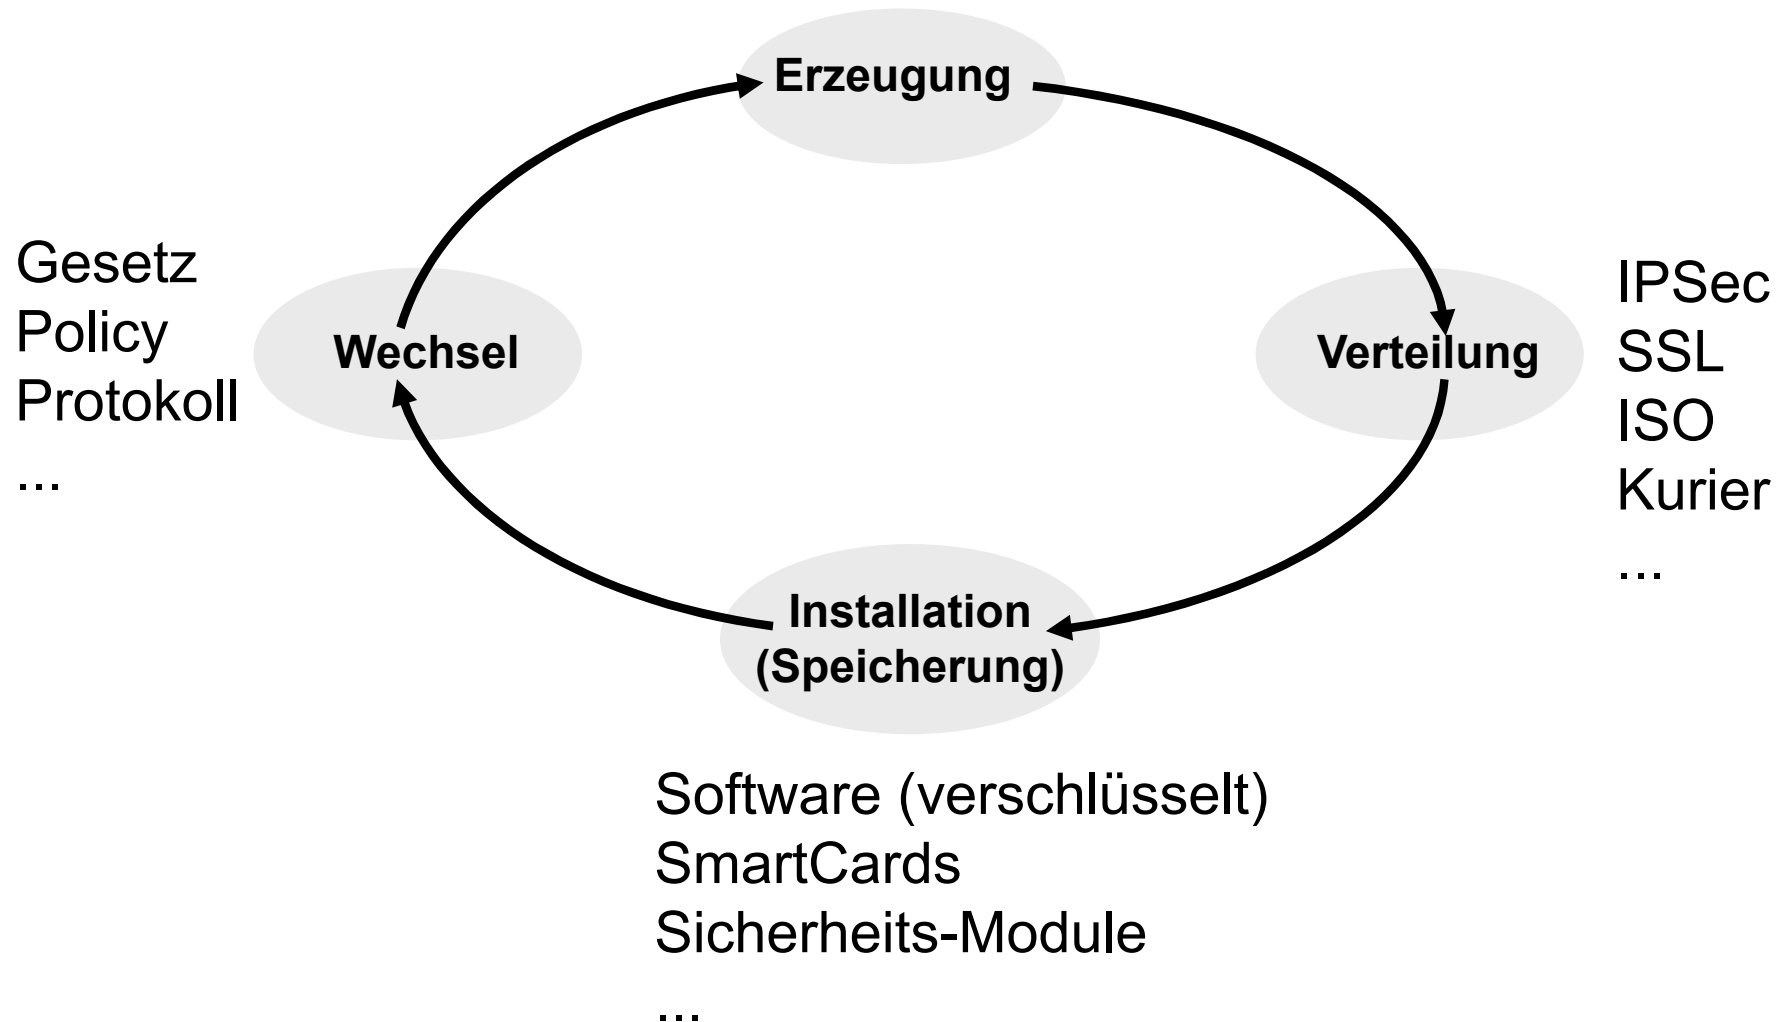 Erzeugung
Gesetz
Policy
Protokoll
...
Wechsel
Verteilung
IPSec
SSL
ISO
Kurier
...
Installation
(Speicherung)
Software (verschlüsselt)
SmartCards
Sicherheits-Module
...